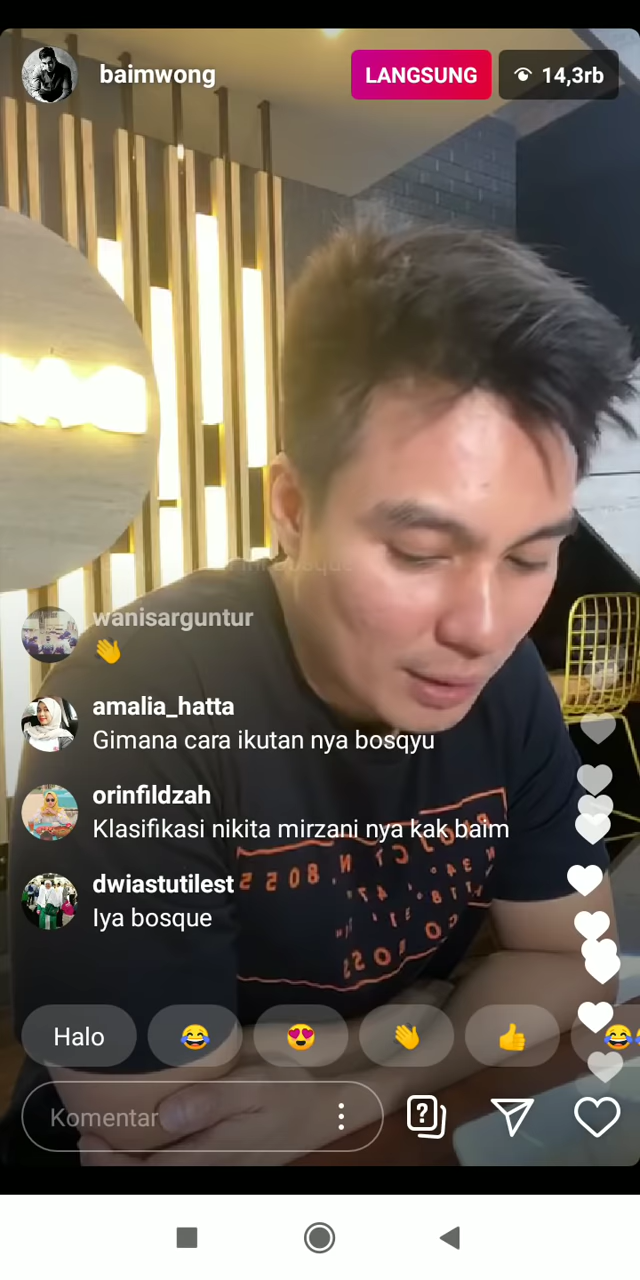 baimwong
LANGSUNG
14,3rb
wanisarguntur
👋
amalia_hatta
Gimana cara ikutan nya bosqyu
orinfildzah
Klasifikasi nikita mirzani nya kak baim
dwiastutilest
Iya bosque
Halo 😂 😍 👋 👍 😂
Komentar